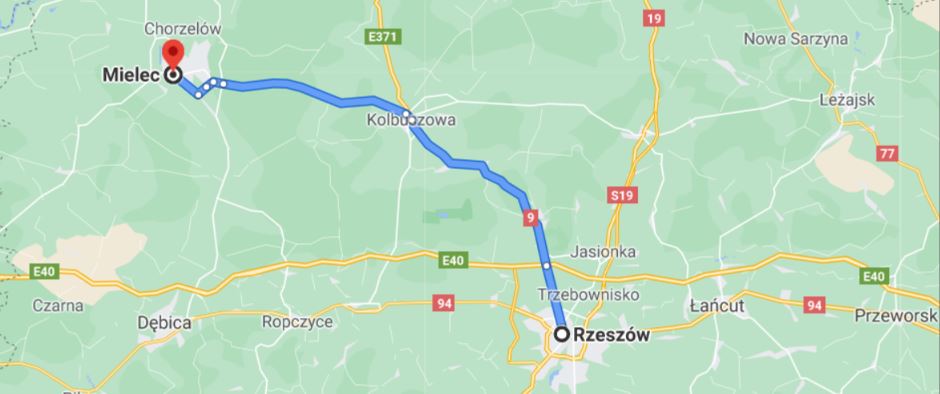 19
Chorzelów
E371
Nowa Sarzyna
Mielec
Leżajsk
Kolbuszowa
77
S19
9
Jasionka
E40
E40
E40
Trzebownisko
Czarna
94
Łańcut
94
Przeworsk
Dębica
Ropczyce
Rzeszów